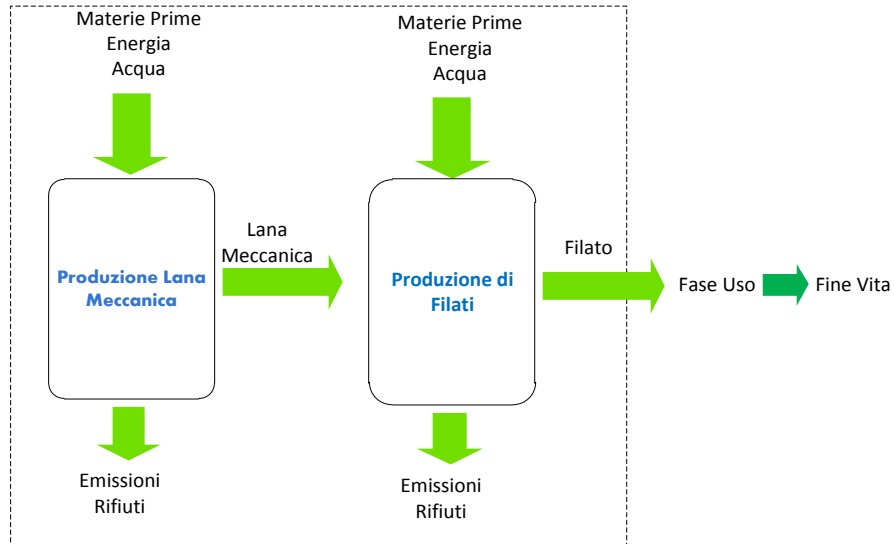 Materie Prime
Energia
Acqua
Materie Prime
Energia
Acqua
Produzione Lana
Meccanica
Lana
Meccanica
Produzione di
Filati
Filato
Fase Uso
Fine Vita
Emissioni
Rifiuti
Emissioni
Rifiuti